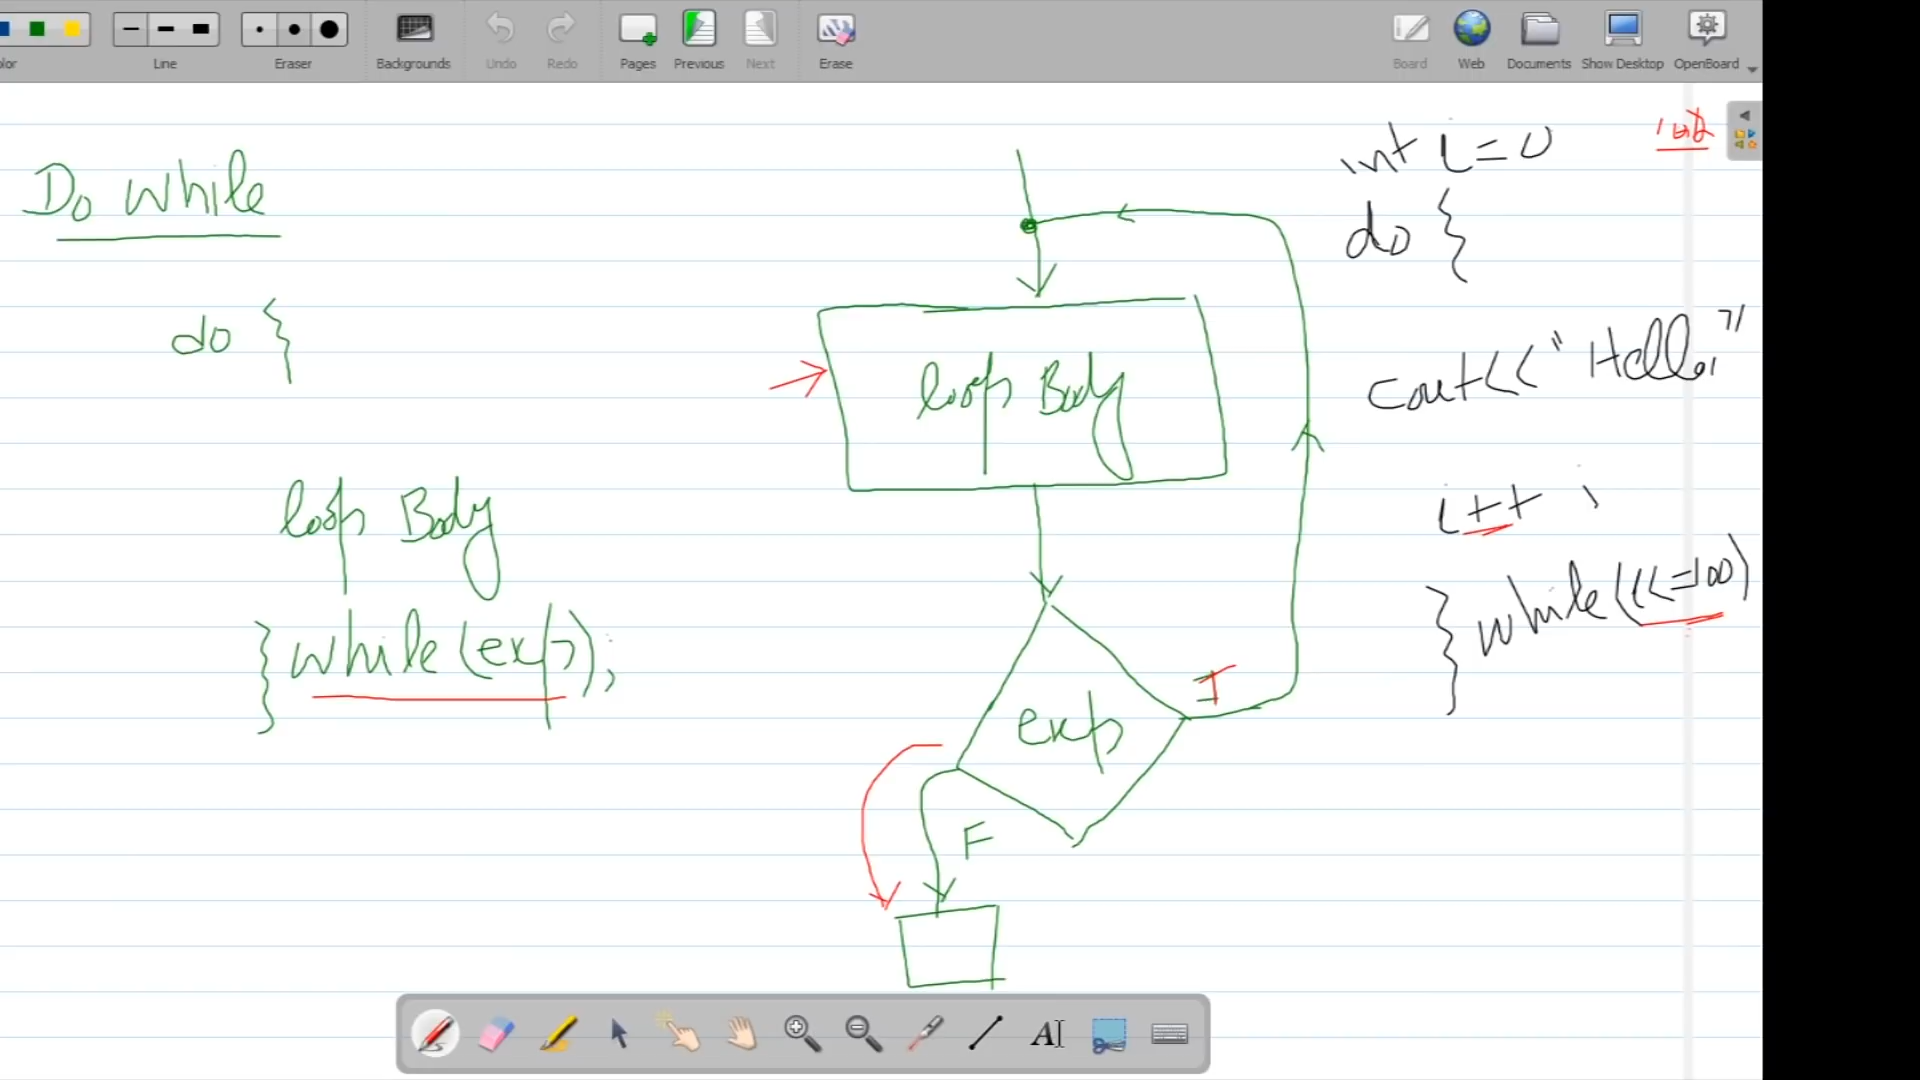 olor
Line
Eraser
Backgrounds
Undo
Redo
Pages
Previous
Next
Erase
Board
Web
Documents
Show Desktop
OpenBoard
Do While
do {
loop Body
} while (exp);
loop Body
exp
T
F
int i=0
do {
cout<<"Hello"
i++ ;
} while (i<=100)
AI